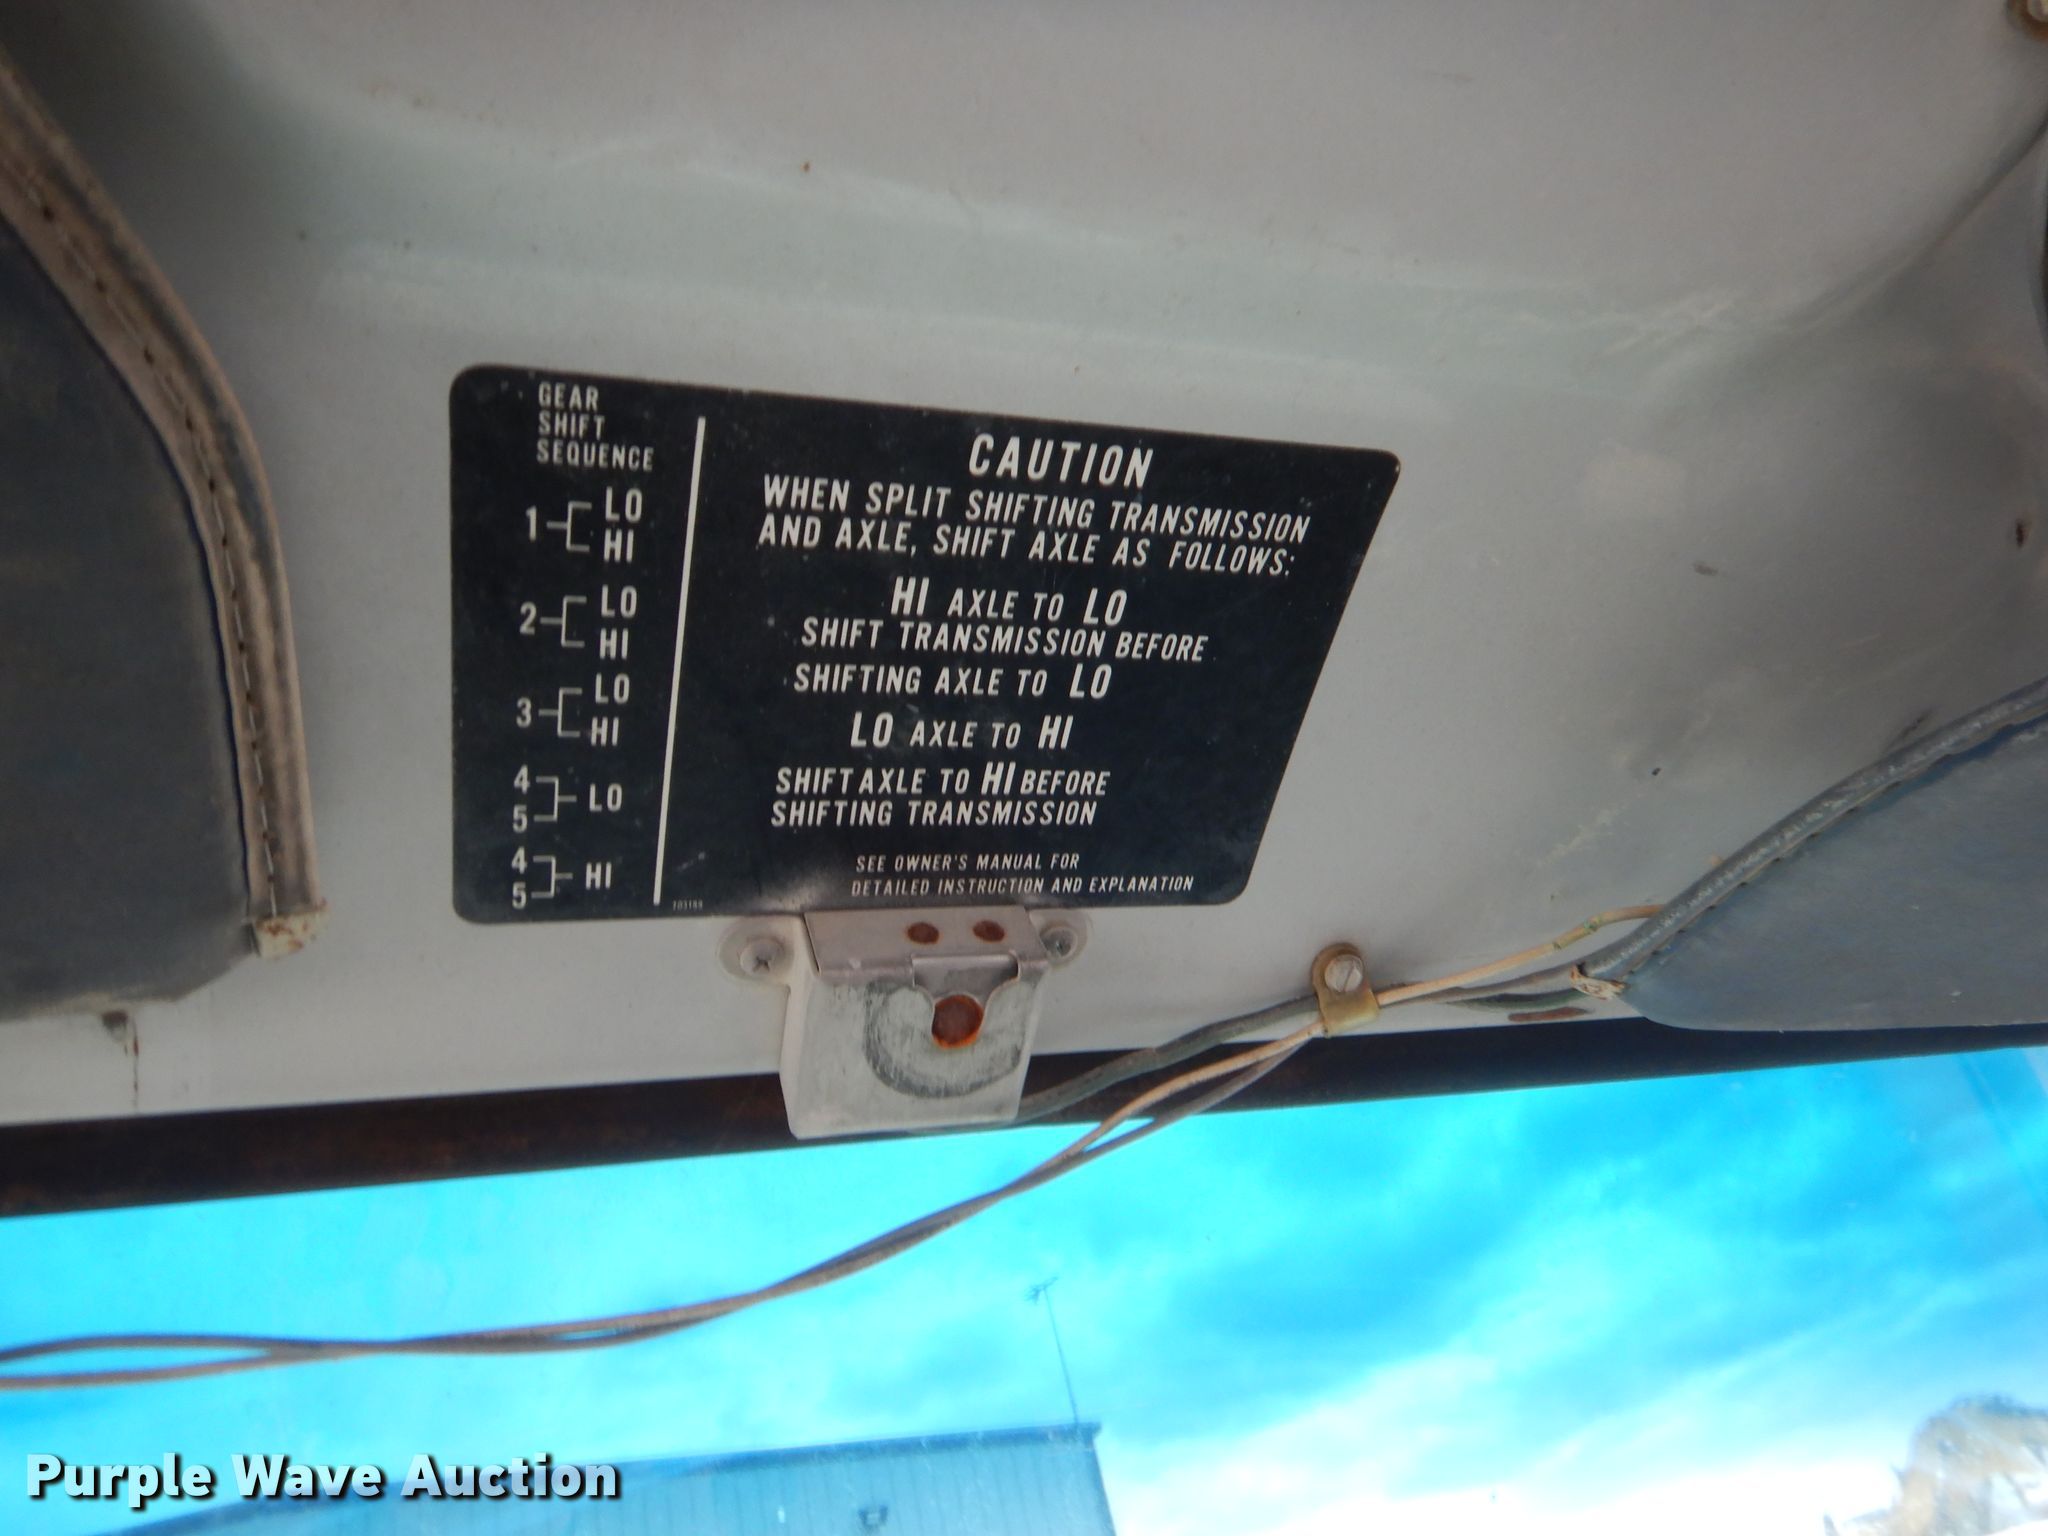 GEAR
SHIFT
SEQUENCE
1 LO
HI
2 LO
HI
3 LO
HI
4
5 LO
4
5 HI
CAUTION
WHEN SPLIT SHIFTING TRANSMISSION
AND AXLE, SHIFT AXLE AS FOLLOWS:
HI AXLE TO LO
SHIFT TRANSMISSION BEFORE
SHIFTING AXLE TO LO
LO AXLE TO HI
SHIFT AXLE TO HI BEFORE
SHIFTING TRANSMISSION
SEE OWNER'S MANUAL FOR
DETAILED INSTRUCTION AND EXPLANATION
Purple Wave Auction